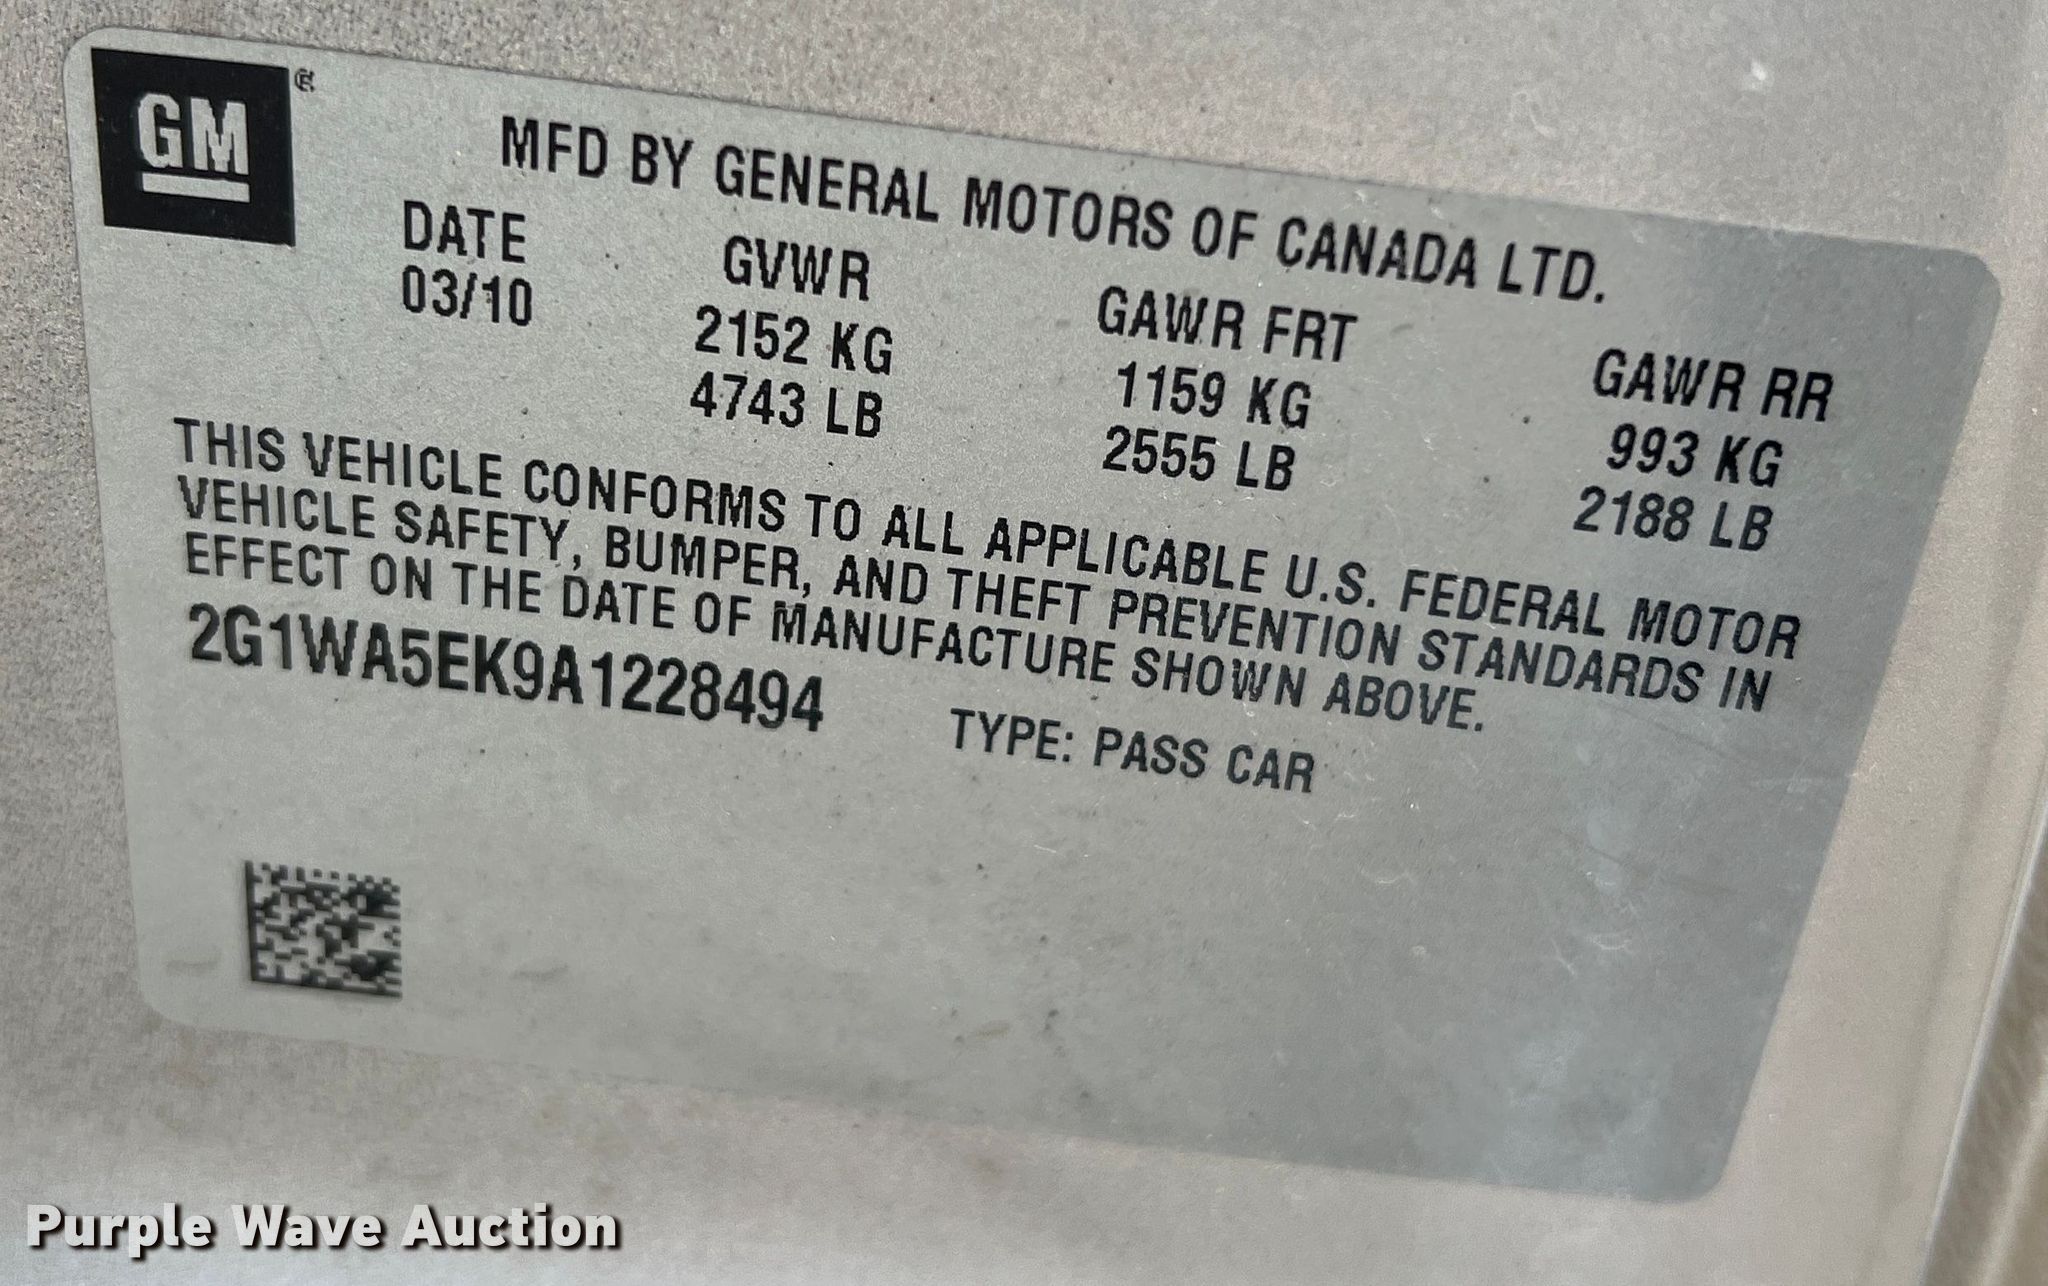 GM®
MFD BY GENERAL MOTORS OF CANADA LTD.
DATE GVWR GAWR FRT GAWR RR
03/10 2152 KG 1159 KG 993 KG
4743 LB 2555 LB 2188 LB
THIS VEHICLE CONFORMS TO ALL APPLICABLE U.S. FEDERAL MOTOR
VEHICLE SAFETY, BUMPER, AND THEFT PREVENTION STANDARDS IN
EFFECT ON THE DATE OF MANUFACTURE SHOWN ABOVE.
2G1WA5EK9A1228494 TYPE: PASS CAR
Purple Wave Auction